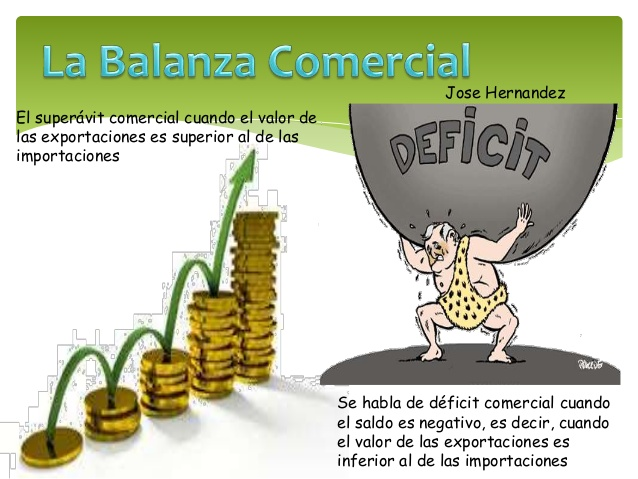 La Balanza Comercial
Jose Hernandez
El superávit comercial cuando el valor de
las exportaciones es superior al de las
importaciones
DEFICIT
Se habla de déficit comercial cuando
el saldo es negativo, es decir, cuando
el valor de las exportaciones es
inferior al de las importaciones